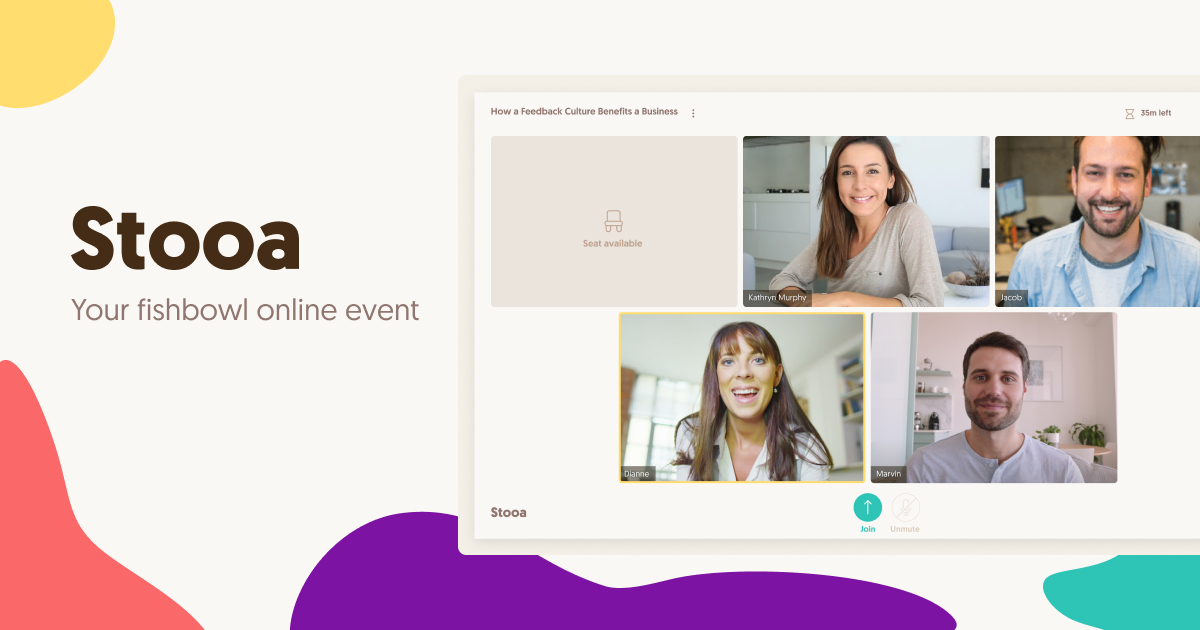 Stooa
Your fishbowl online event
How a Feedback Culture Benefits a Business
35m left
Seat available
Kathryn Murphy
Jacob
Dianne
Marvin
Stooa
Join
Unmute